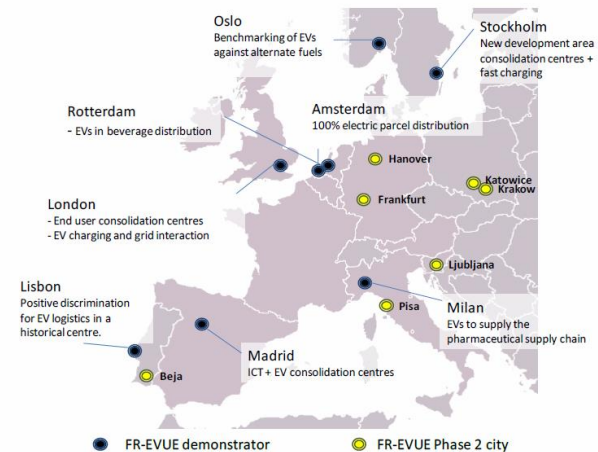 Oslo
Benchmarking of EVs
against alternate fuels
Stockholm
New development area
consolidation centres +
fast charging
Rotterdam
- EVs in beverage distribution
Amsterdam
100% electric parcel distribution
Hanover
Katowice
Krakow
Frankfurt
London
- End user consolidation centres
- EV charging and grid interaction
Ljubljana
Lisbon
Positive discrimination
for EV logistics in a
historical centre.
Pisa
Milan
EVs to supply the
pharmaceutical supply chain
Madrid
ICT + EV consolidation centres
Beja
FR-EVUE demonstrator
FR-EVUE Phase 2 city